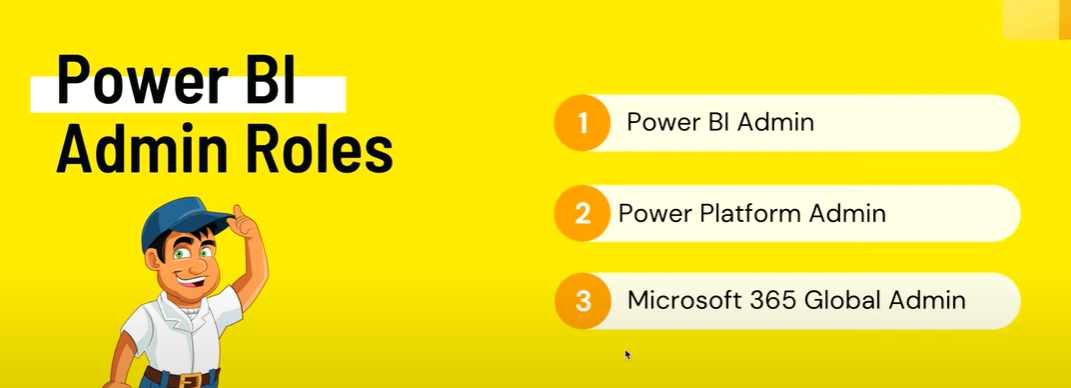 Power BI
Admin Roles
1 Power BI Admin
2 Power Platform Admin
3 Microsoft 365 Global Admin